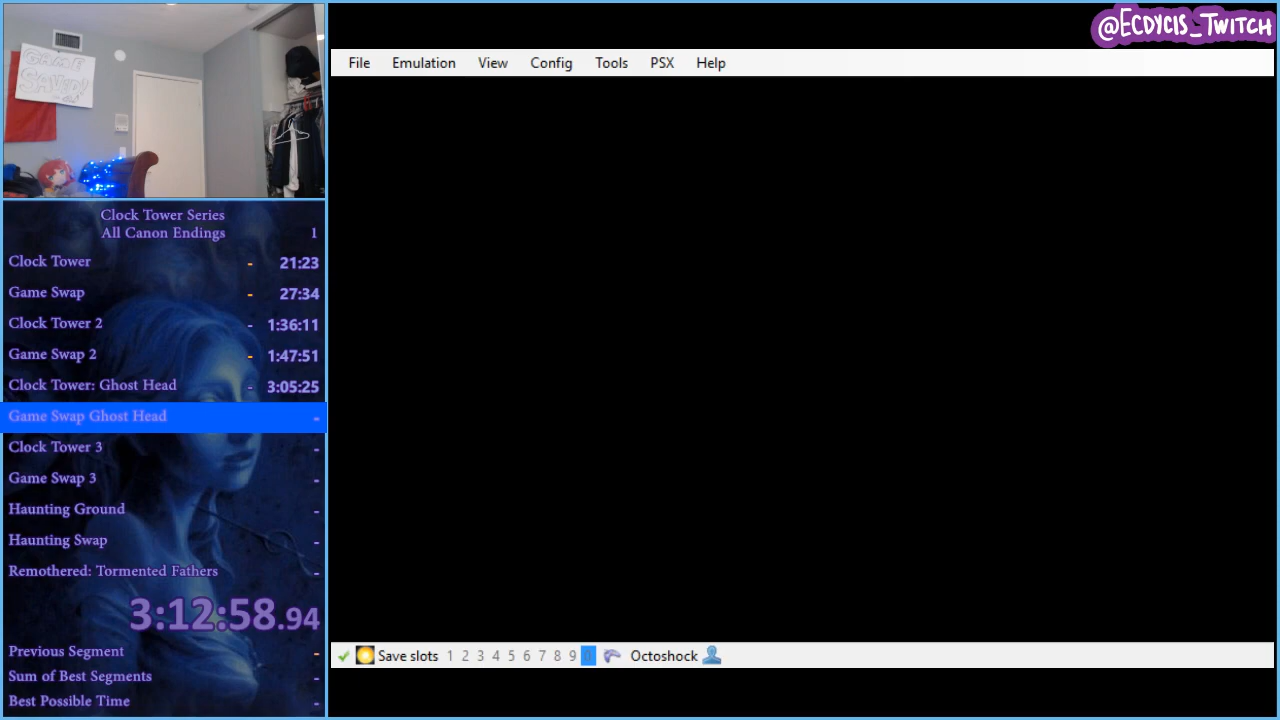 @ECDYCIS_TWITCH
GAME
SAVED!
File Emulation View Config Tools PSX Help
Clock Tower Series
All Canon Endings 1
Clock Tower - 21:23
Game Swap - 27:34
Clock Tower 2 - 1:36:11
Game Swap 2 - 1:47:51
Clock Tower: Ghost Head - 3:05:25
Game Swap Ghost Head -
Clock Tower 3 -
Game Swap 3 -
Haunting Ground -
Haunting Swap -
Remothered: Tormented Fathers -
3:12:58.94
Previous Segment -
Sum of Best Segments -
Best Possible Time -
Save slots 1 2 3 4 5 6 7 8 9 0 Octoshock